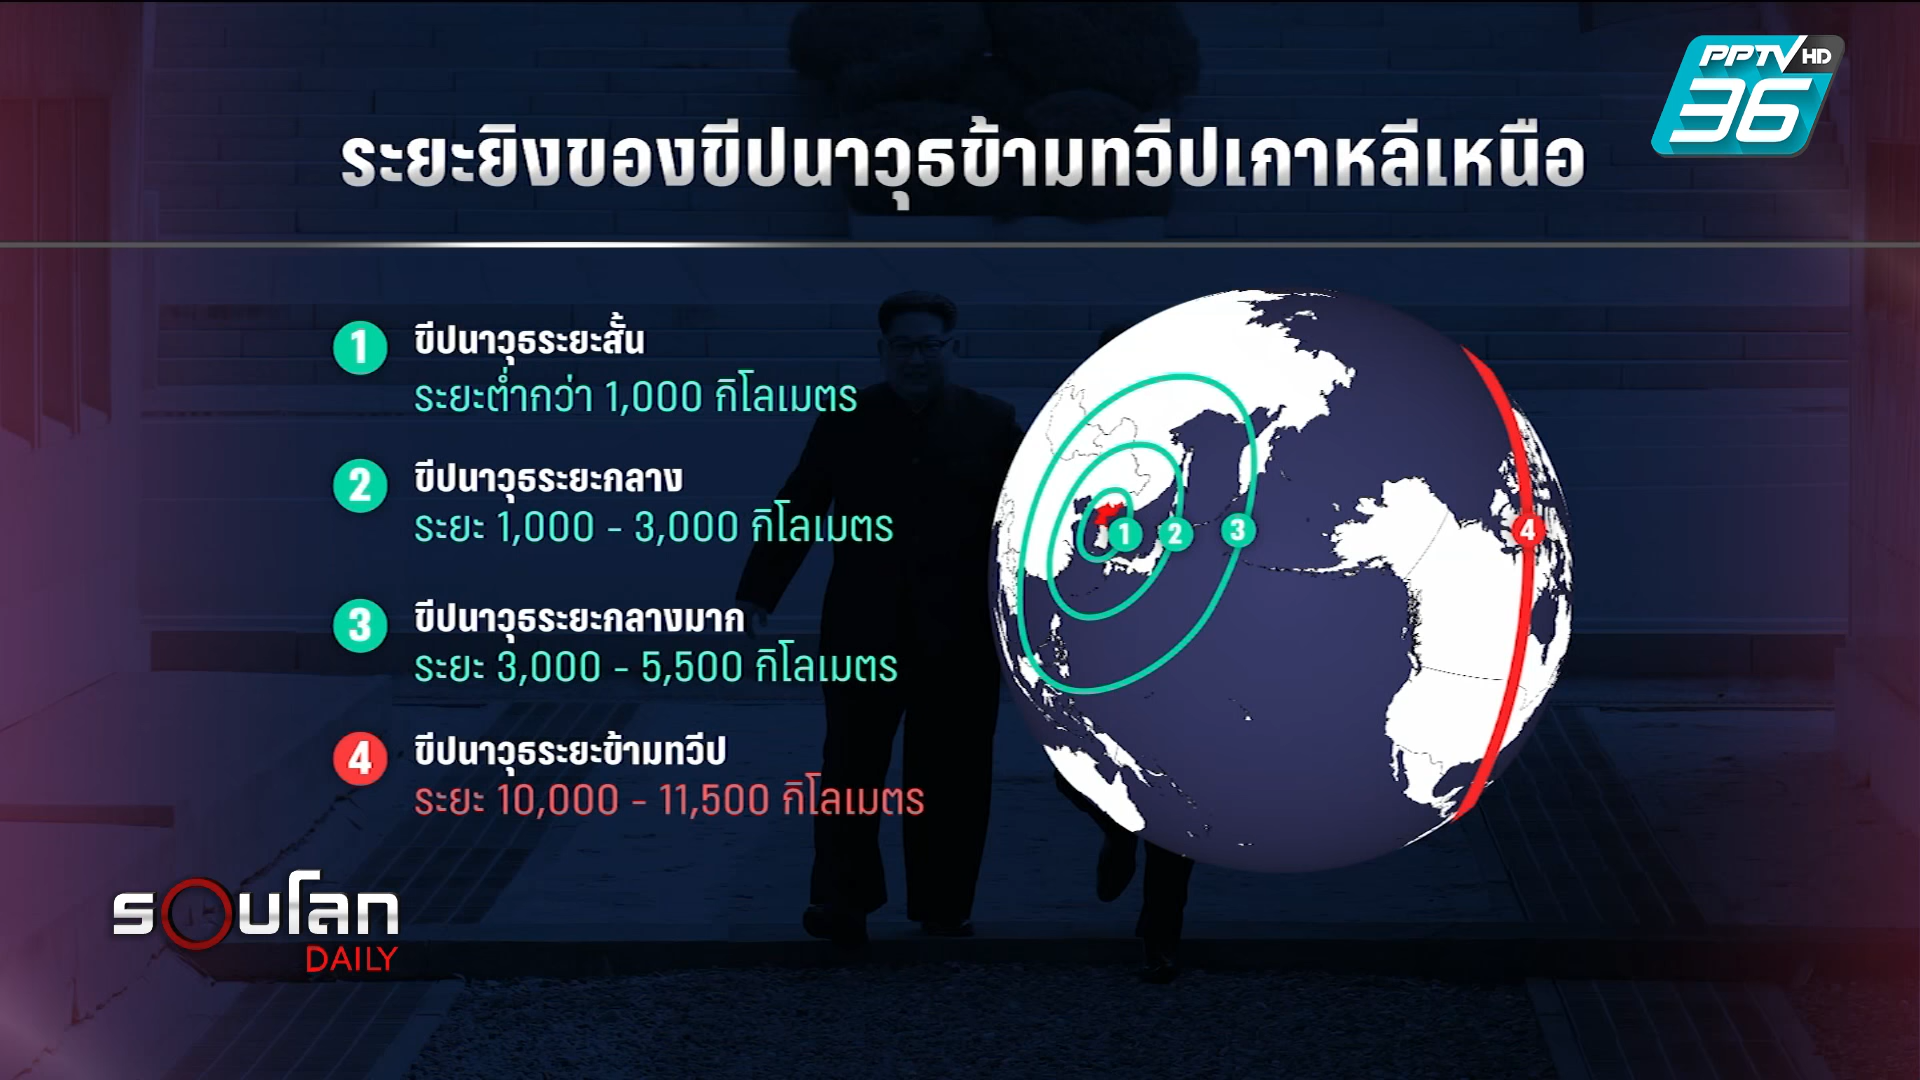 PPTV HD
36
ระยะยิงของขีปนาวุธข้ามทวีปเกาหลีเหนือ
1 ขีปนาวุธระยะสั้น
ระยะต่ำกว่า 1,000 กิโลเมตร
2 ขีปนาวุธระยะกลาง
ระยะ 1,000 - 3,000 กิโลเมตร
3 ขีปนาวุธระยะกลางมาก
ระยะ 3,000 - 5,500 กิโลเมตร
4 ขีปนาวุธระยะข้ามทวีป
ระยะ 10,000 - 11,500 กิโลเมตร
1 2 3 4
รอบโลก
DAILY